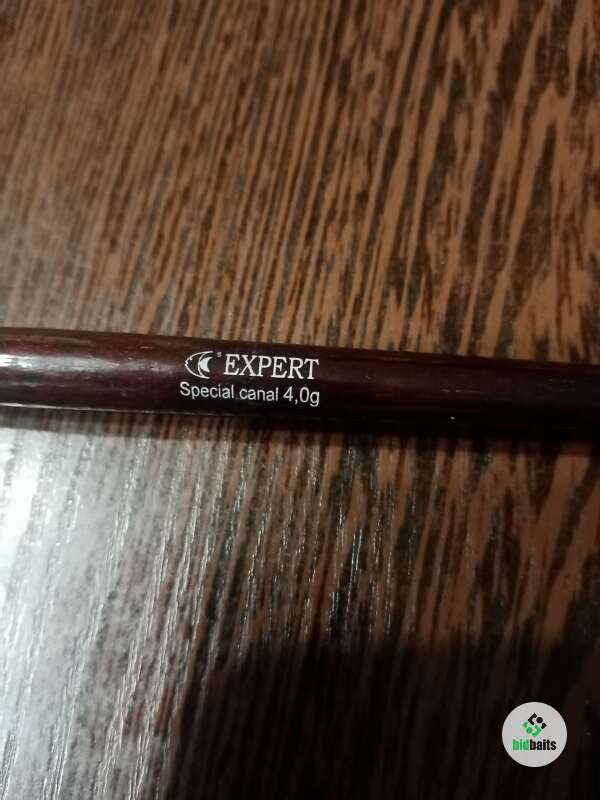 ® EXPERT
Special canal 4,0g
bidbaits